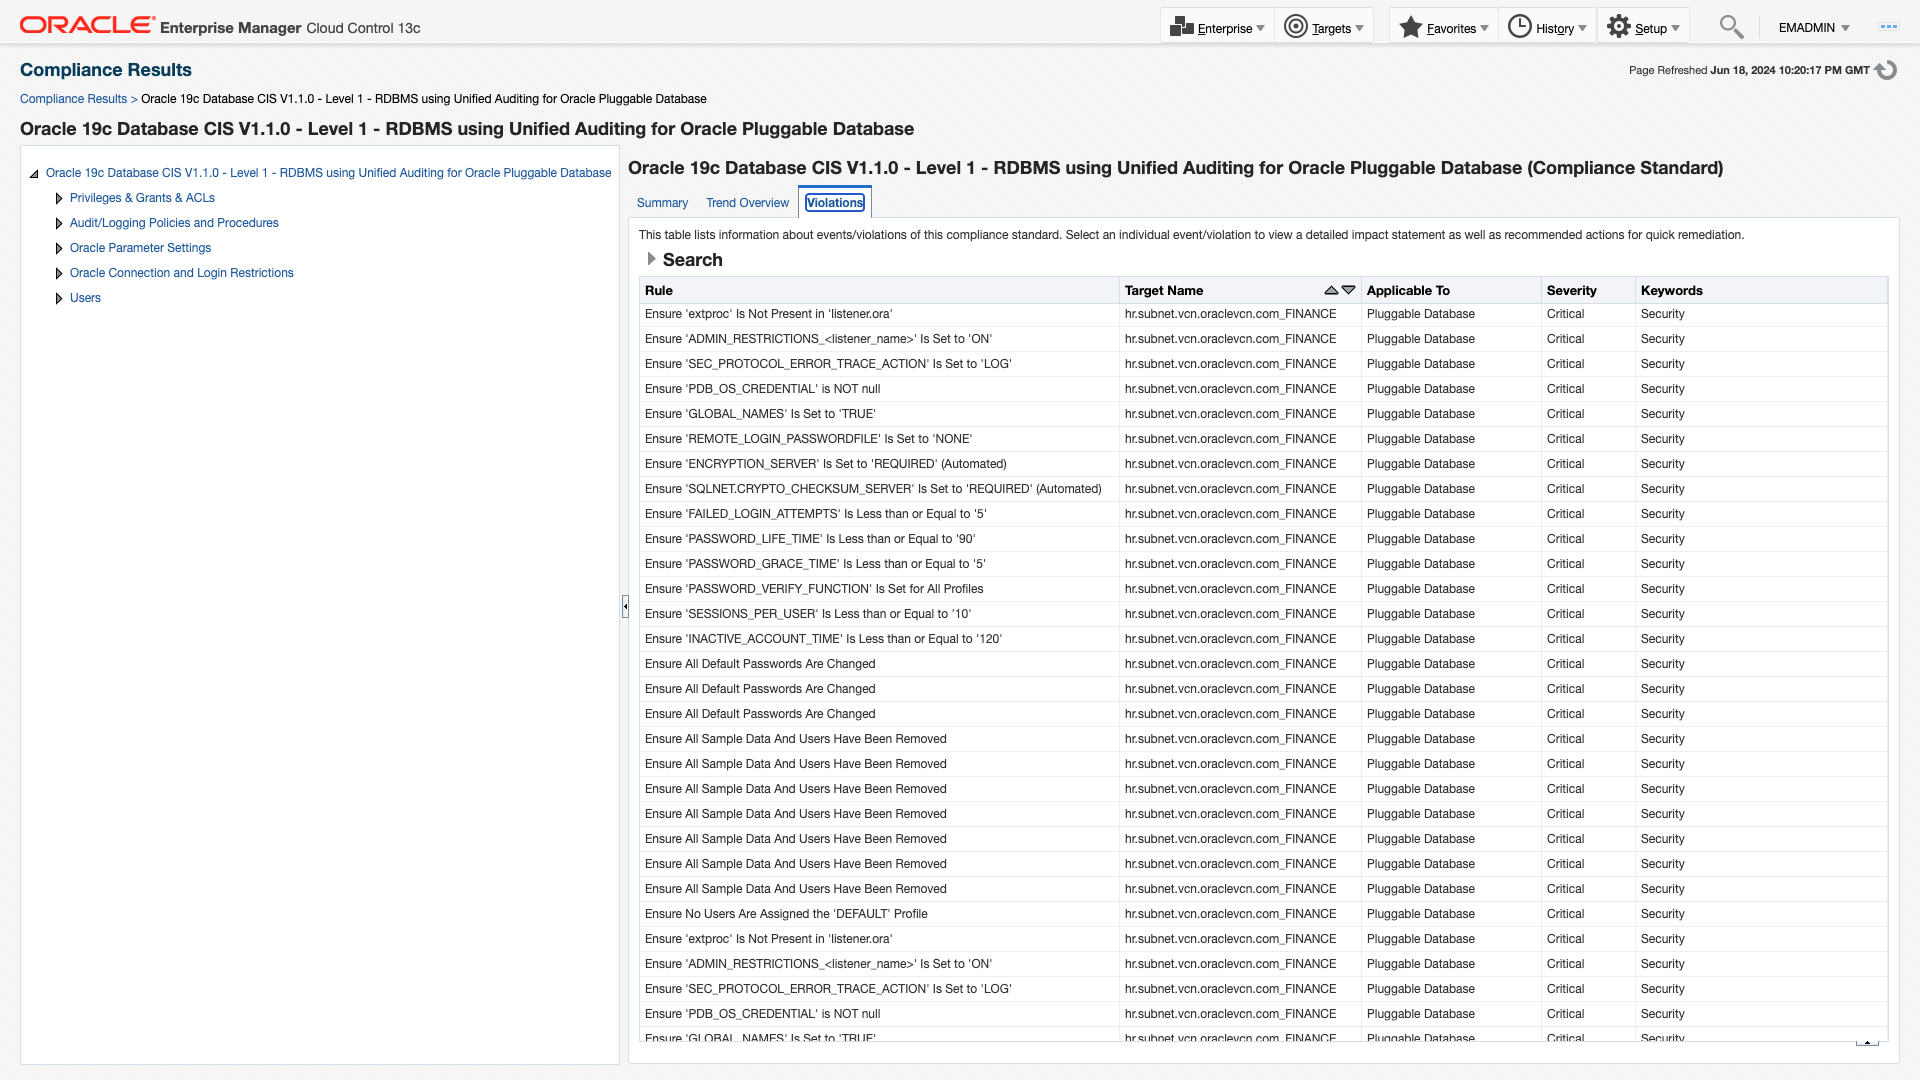 ORACLE Enterprise Manager Cloud Control 13c
Enterprise Targets Favorites History Setup EMADMIN
Compliance Results
Page Refreshed Jun 18, 2024 10:20:17 PM GMT
Compliance Results > Oracle 19c Database CIS V1.1.0 - Level 1 - RDBMS using Unified Auditing for Oracle Pluggable Database
Oracle 19c Database CIS V1.1.0 - Level 1 - RDBMS using Unified Auditing for Oracle Pluggable Database
Oracle 19c Database CIS V1.1.0 - Level 1 - RDBMS using Unified Auditing for Oracle Pluggable Database
Privileges & Grants & ACLs
Audit/Logging Policies and Procedures
Oracle Parameter Settings
Oracle Connection and Login Restrictions
Users
Oracle 19c Database CIS V1.1.0 - Level 1 - RDBMS using Unified Auditing for Oracle Pluggable Database (Compliance Standard)
Summary Trend Overview Violations
This table lists information about events/violations of this compliance standard. Select an individual event/violation to view a detailed impact statement as well as recommended actions for quick remediation.
Search
Rule Target Name Applicable To Severity Keywords
Ensure 'extproc' Is Not Present in 'listener.ora' hr.subnet.vcn.oraclevcn.com_FINANCE Pluggable Database Critical Security
Ensure 'ADMIN_RESTRICTIONS_<listener_name>' Is Set to 'ON' hr.subnet.vcn.oraclevcn.com_FINANCE Pluggable Database Critical Security
Ensure 'SEC_PROTOCOL_ERROR_TRACE_ACTION' Is Set to 'LOG' hr.subnet.vcn.oraclevcn.com_FINANCE Pluggable Database Critical Security
Ensure 'PDB_OS_CREDENTIAL' is NOT null hr.subnet.vcn.oraclevcn.com_FINANCE Pluggable Database Critical Security
Ensure 'GLOBAL_NAMES' Is Set to 'TRUE' hr.subnet.vcn.oraclevcn.com_FINANCE Pluggable Database Critical Security
Ensure 'REMOTE_LOGIN_PASSWORDFILE' Is Set to 'NONE' hr.subnet.vcn.oraclevcn.com_FINANCE Pluggable Database Critical Security
Ensure 'ENCRYPTION_SERVER' Is Set to 'REQUIRED' (Automated) hr.subnet.vcn.oraclevcn.com_FINANCE Pluggable Database Critical Security
Ensure 'SQLNET.CRYPTO_CHECKSUM_SERVER' Is Set to 'REQUIRED' (Automated) hr.subnet.vcn.oraclevcn.com_FINANCE Pluggable Database Critical Security
Ensure 'FAILED_LOGIN_ATTEMPTS' Is Less than or Equal to '5' hr.subnet.vcn.oraclevcn.com_FINANCE Pluggable Database Critical Security
Ensure 'PASSWORD_LIFE_TIME' Is Less than or Equal to '90' hr.subnet.vcn.oraclevcn.com_FINANCE Pluggable Database Critical Security
Ensure 'PASSWORD_GRACE_TIME' Is Less than or Equal to '5' hr.subnet.vcn.oraclevcn.com_FINANCE Pluggable Database Critical Security
Ensure 'PASSWORD_VERIFY_FUNCTION' Is Set for All Profiles hr.subnet.vcn.oraclevcn.com_FINANCE Pluggable Database Critical Security
Ensure 'SESSIONS_PER_USER' Is Less than or Equal to '10' hr.subnet.vcn.oraclevcn.com_FINANCE Pluggable Database Critical Security
Ensure 'INACTIVE_ACCOUNT_TIME' Is Less than or Equal to '120' hr.subnet.vcn.oraclevcn.com_FINANCE Pluggable Database Critical Security
Ensure All Default Passwords Are Changed hr.subnet.vcn.oraclevcn.com_FINANCE Pluggable Database Critical Security
Ensure All Default Passwords Are Changed hr.subnet.vcn.oraclevcn.com_FINANCE Pluggable Database Critical Security
Ensure All Default Passwords Are Changed hr.subnet.vcn.oraclevcn.com_FINANCE Pluggable Database Critical Security
Ensure All Sample Data And Users Have Been Removed hr.subnet.vcn.oraclevcn.com_FINANCE Pluggable Database Critical Security
Ensure All Sample Data And Users Have Been Removed hr.subnet.vcn.oraclevcn.com_FINANCE Pluggable Database Critical Security
Ensure All Sample Data And Users Have Been Removed hr.subnet.vcn.oraclevcn.com_FINANCE Pluggable Database Critical Security
Ensure All Sample Data And Users Have Been Removed hr.subnet.vcn.oraclevcn.com_FINANCE Pluggable Database Critical Security
Ensure All Sample Data And Users Have Been Removed hr.subnet.vcn.oraclevcn.com_FINANCE Pluggable Database Critical Security
Ensure All Sample Data And Users Have Been Removed hr.subnet.vcn.oraclevcn.com_FINANCE Pluggable Database Critical Security
Ensure All Sample Data And Users Have Been Removed hr.subnet.vcn.oraclevcn.com_FINANCE Pluggable Database Critical Security
Ensure No Users Are Assigned the 'DEFAULT' Profile hr.subnet.vcn.oraclevcn.com_FINANCE Pluggable Database Critical Security
Ensure 'extproc' Is Not Present in 'listener.ora' hr.subnet.vcn.oraclevcn.com_FINANCE Pluggable Database Critical Security
Ensure 'ADMIN_RESTRICTIONS_<listener_name>' Is Set to 'ON' hr.subnet.vcn.oraclevcn.com_FINANCE Pluggable Database Critical Security
Ensure 'SEC_PROTOCOL_ERROR_TRACE_ACTION' Is Set to 'LOG' hr.subnet.vcn.oraclevcn.com_FINANCE Pluggable Database Critical Security
Ensure 'PDB_OS_CREDENTIAL' is NOT null hr.subnet.vcn.oraclevcn.com_FINANCE Pluggable Database Critical Security
Ensure 'GLOBAL_NAMES' Is Set to 'TRUE' hr.subnet.vcn.oraclevcn.com_FINANCE Pluggable Database Critical Security